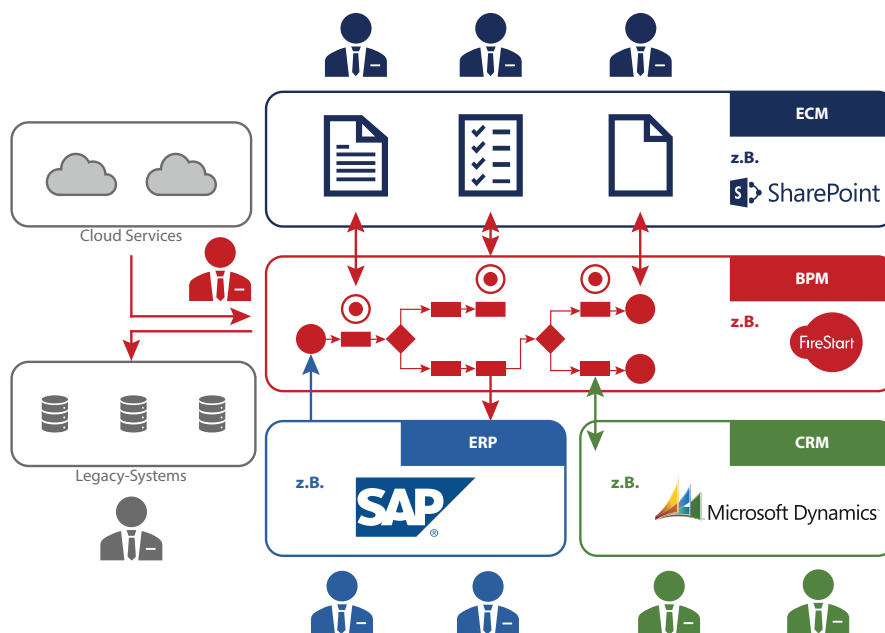 ECM
z.B.
S SharePoint
Cloud Services
BPM
z.B.
FireStart
Legacy-Systems
ERP
z.B.
SAP
®
CRM
z.B.
Microsoft Dynamics